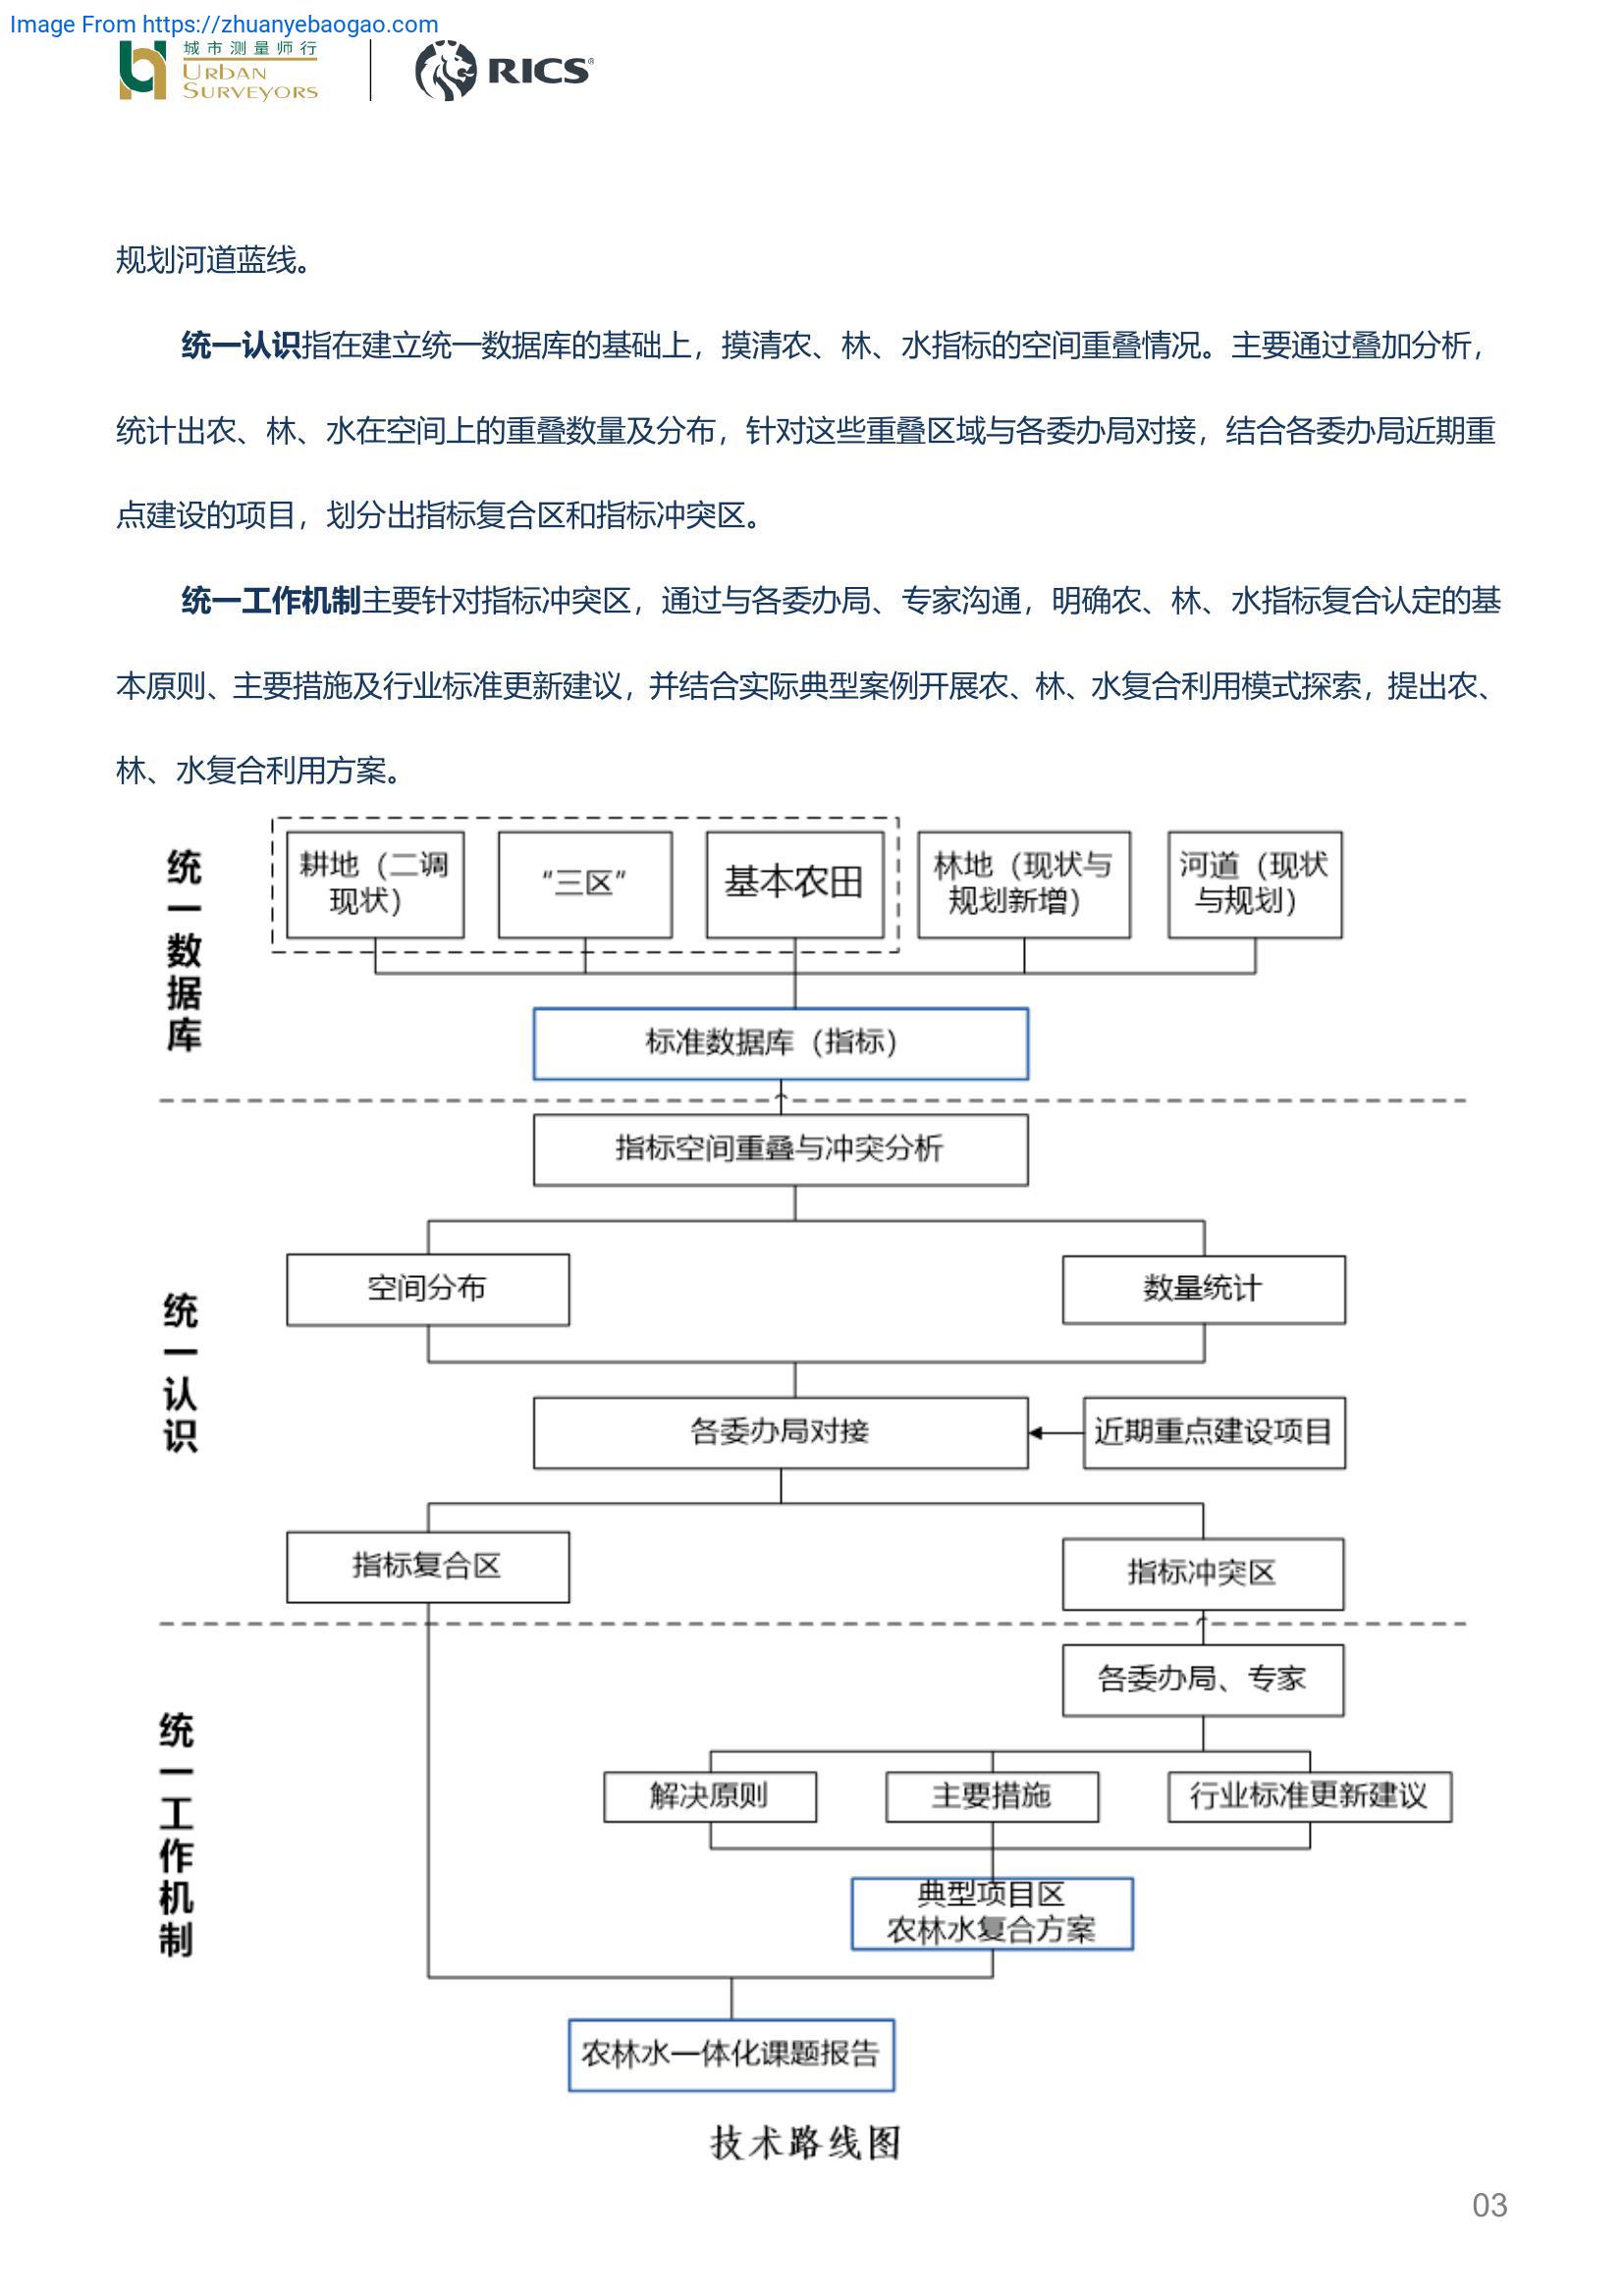 Image From https://zhuanyebaogao.com
城市测量师行
URBAN
SURVEYORS
RICS®
规划河道蓝线。
统一认识指在建立统一数据库的基础上，摸清农、林、水指标的空间重叠情况。主要通过叠加分析，
统计出农、林、水在空间上的重叠数量及分布，针对这些重叠区域与各委办局对接，结合各委办局近期重
点建设的项目，划分出指标复合区和指标冲突区。
统一工作机制主要针对指标冲突区，通过与各委办局、专家沟通，明确农、林、水指标复合认定的基
本原则、主要措施及行业标准更新建议，并结合实际典型案例开展农、林、水复合利用模式探索，提出农、
林、水复合利用方案。
统一数据库
耕地（二调
现状）
“三区”
基本农田
林地（现状与
规划新增）
河道（现状
与规划）
标准数据库（指标）
统一认识
指标空间重叠与冲突分析
空间分布
数量统计
各委办局对接
近期重点建设项目
指标复合区
指标冲突区
统一工作机制
各委办局、专家
解决原则
主要措施
行业标准更新建议
典型项目区
农林水复合方案
农林水一体化课题报告
技术路线图
03